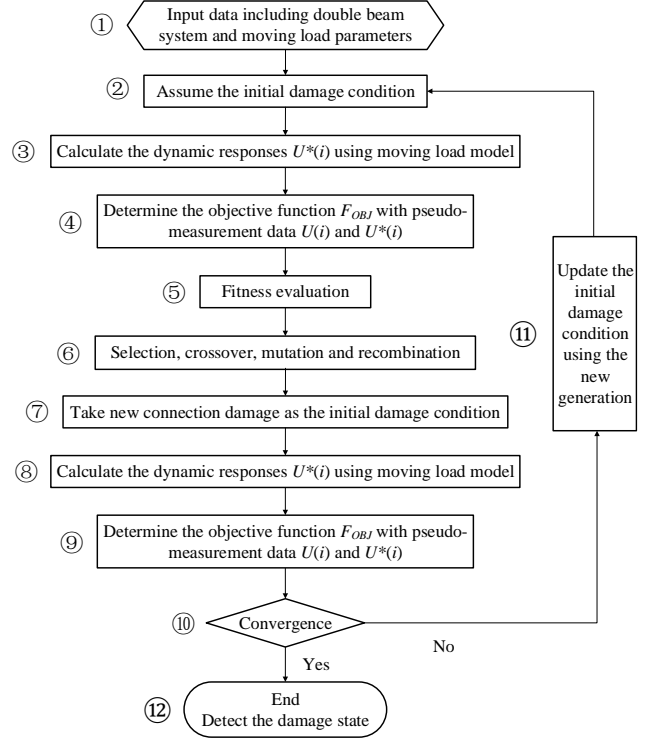 ① Input data including double beam
system and moving load parameters
② Assume the initial damage condition
③ Calculate the dynamic responses U*(i) using moving load model
④ Determine the objective function F_OBJ with pseudo-
measurement data U(i) and U*(i)
⑤ Fitness evaluation
⑥ Selection, crossover, mutation and recombination
⑦ Take new connection damage as the initial damage condition
⑧ Calculate the dynamic responses U*(i) using moving load model
⑨ Determine the objective function F_OBJ with pseudo-
measurement data U(i) and U*(i)
⑩ Convergence
No
Yes
⑪ Update the
initial
damage
condition
using the
new
generation
⑫ End
Detect the damage state